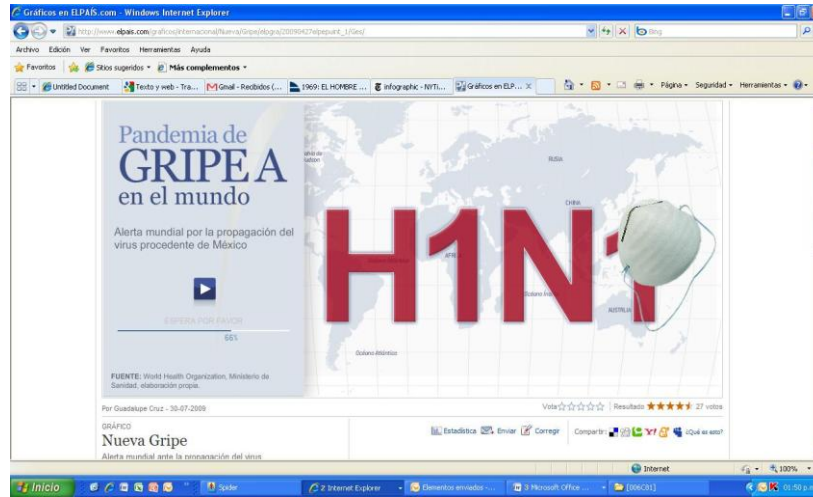 Gráficos en ELPAÍS.com - Windows Internet Explorer
http://www.elpais.com/graficos/internacional/Nueva/Gripe/elpgra/20090427elpepuint_1/Ges/
Bing
Archivo Edición Ver Favoritos Herramientas Ayuda
Favoritos Sitios sugeridos Más complementos
Untitled Document Texto y web - Tra... Gmail - Recibidos (... 1969: EL HOMBRE ... infographic - NYTi... Gráficos en ELP... X Página Seguridad Herramientas
Pandemia de
GRIPE A
en el mundo
Alerta mundial por la propagación del
virus procedente de México
ESPERA POR FAVOR
66%
FUENTE: World Health Organization, Ministerio de
Sanidad, elaboración propia.
RUSIA
CHINA
AUSTRALIA
Océano Atlántico
H1N1
Por Guadalupe Cruz - 30-07-2009
Vota Resultado 27 votos
GRÁFICO
Nueva Gripe
Alerta mundial ante la propagación del virus
Estadística Enviar Corregir Compartir: ¿Qué es esto?
Internet 100%
Inicio Spider 2 Internet Explorer Elementos enviados -... 3 Microsoft Office ... [006C81] 01:50 p.m.